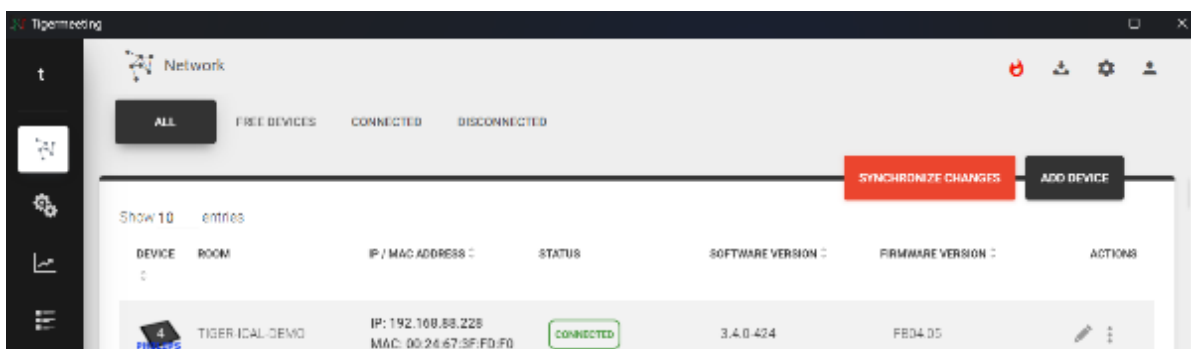 Tigermeeting
t
Network
ALL FREE DEVICES CONNECTED DISCONNECTED
SYNCHRONIZE CHANGES ADD DEVICE
Show 10 entries
DEVICE ROOM IP / MAC ADDRESS STATUS SOFTWARE VERSION FIRMWARE VERSION ACTIONS
4
PHILIPS
TIGER-ICAL-DEMO
IP: 192.168.88.228
MAC: 00:24:67:3F:FD:F0
CONNECTED
3.4.0-424
FB04.05